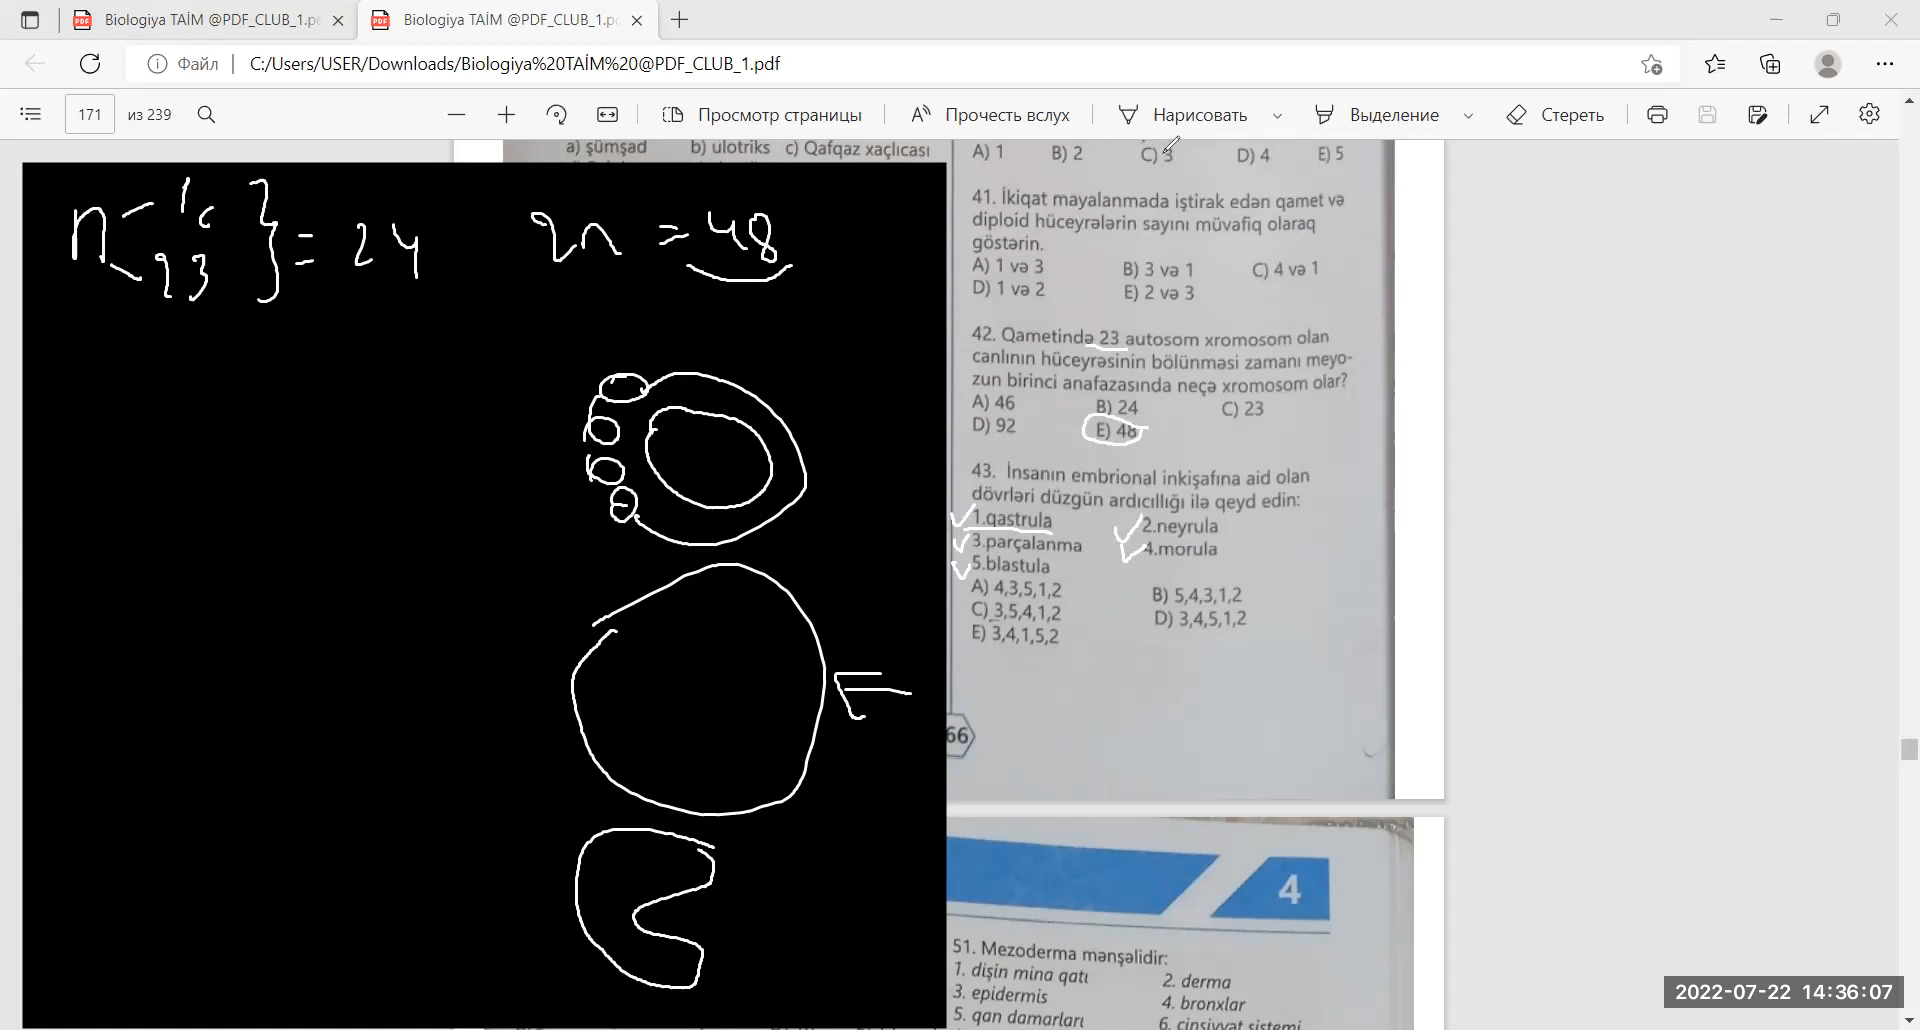 Biologiya TAİM @PDF_CLUB_1.p
Biologiya TAİM @PDF_CLUB_1.p
Файл
C:/Users/USER/Downloads/Biologiya%20TAİM%20@PDF_CLUB_1.pdf
171 из 239
Просмотр страницы
Прочесть вслух
Нарисовать
Выделение
Стереть
a) şümşad b) ulotriks c) Qafqaz xaçlıcası
n = 24 2n = 48
A) 1 B) 2 C) 3 D) 4 E) 5
41. İkiqat mayalanmada iştirak edən qamet və
diploid hüceyrələrin sayını müvafiq olaraq
göstərin.
A) 1 və 3 B) 3 və 1 C) 4 və 1
D) 1 və 2 E) 2 və 3
42. Qametində 23 autosom xromosom olan
canlının hüceyrəsinin bölünməsi zamanı meyo-
zun birinci anafazasında neçə xromosom olar?
A) 46 B) 24 C) 23
D) 92 E) 48
43. İnsanın embrional inkişafına aid olan
dövrləri düzgün ardıcıllığı ilə qeyd edin:
1.qastrula 2.neyrula
3.parçalanma 4.morula
5.blastula
A) 4,3,5,1,2 B) 5,4,3,1,2
C) 3,5,4,1,2 D) 3,4,5,1,2
E) 3,4,1,5,2
66
4
51. Mezoderma mənşəlidir:
1. dişin mina qatı 2. derma
3. epidermis 4. bronxlar
5. qan damarları 6. cinsiyyət sistemi
2022-07-22 14:36:07